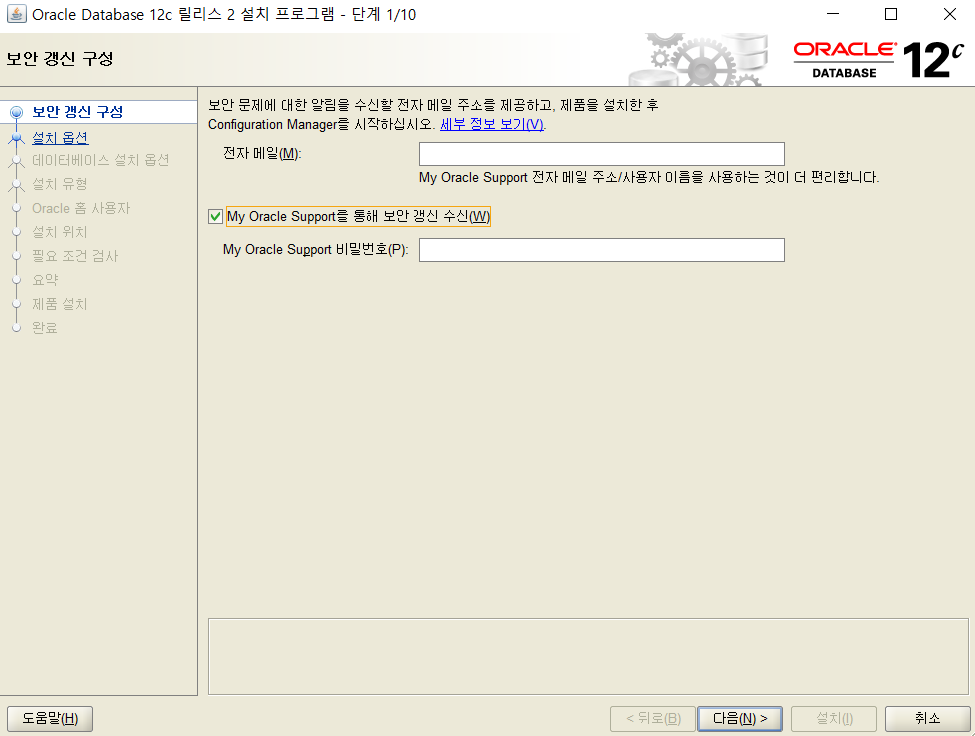 Oracle Database 12c 릴리스 2 설치 프로그램 - 단계 1/10
보안 갱신 구성
ORACLE
DATABASE
12c
보안 갱신 구성
설치 옵션
데이터베이스 설치 옵션
설치 유형
Oracle 홈 사용자
설치 위치
필요 조건 검사
요약
제품 설치
완료
보안 문제에 대한 알림을 수신할 전자 메일 주소를 제공하고, 제품을 설치한 후
Configuration Manager를 시작하십시오. 세부 정보 보기(V).
전자 메일(M):
My Oracle Support 전자 메일 주소/사용자 이름을 사용하는 것이 더 편리합니다.
My Oracle Support를 통해 보안 갱신 수신(W)
My Oracle Support 비밀번호(P):
도움말(H)
< 뒤로(B)
다음(N) >
설치(I)
취소